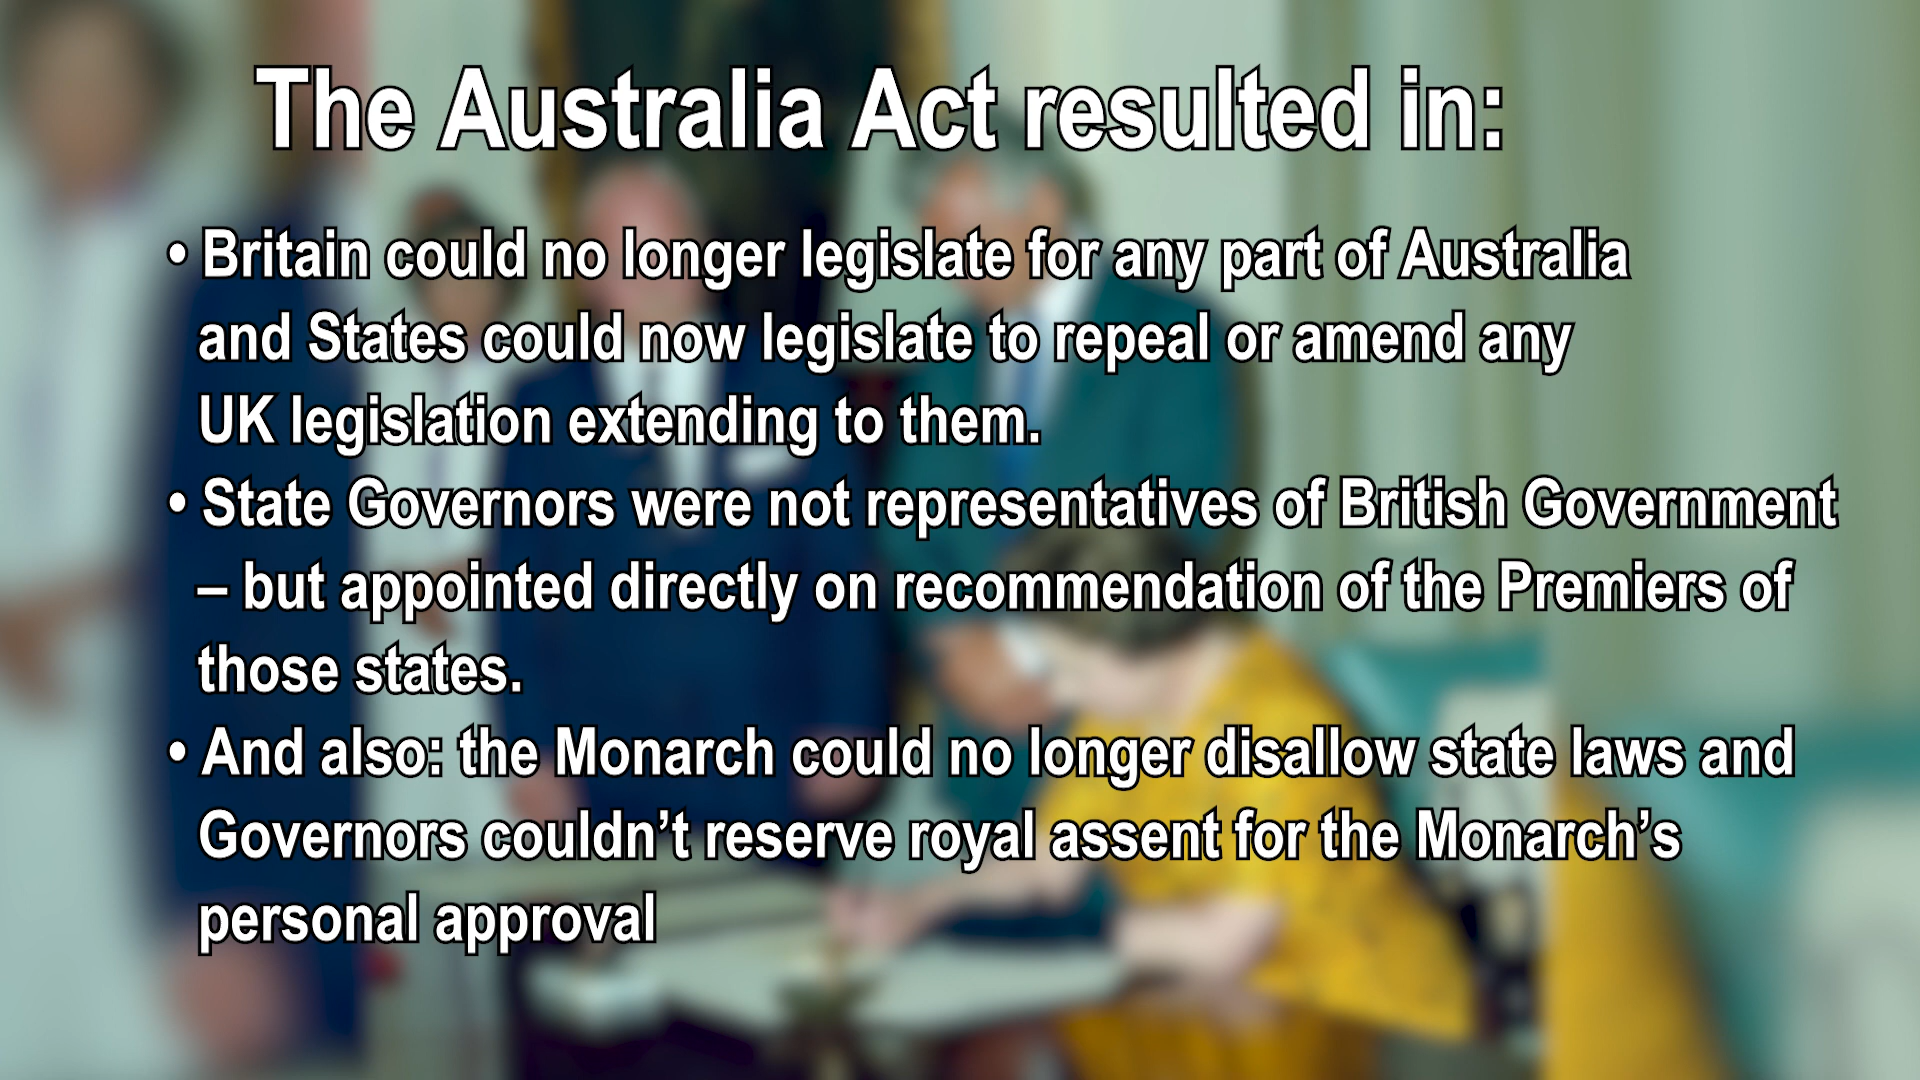 The Australia Act resulted in:
• Britain could no longer legislate for any part of Australia
and States could now legislate to repeal or amend any
UK legislation extending to them.
• State Governors were not representatives of British Government
– but appointed directly on recommendation of the Premiers of
those states.
• And also: the Monarch could no longer disallow state laws and
Governors couldn’t reserve royal assent for the Monarch’s
personal approval